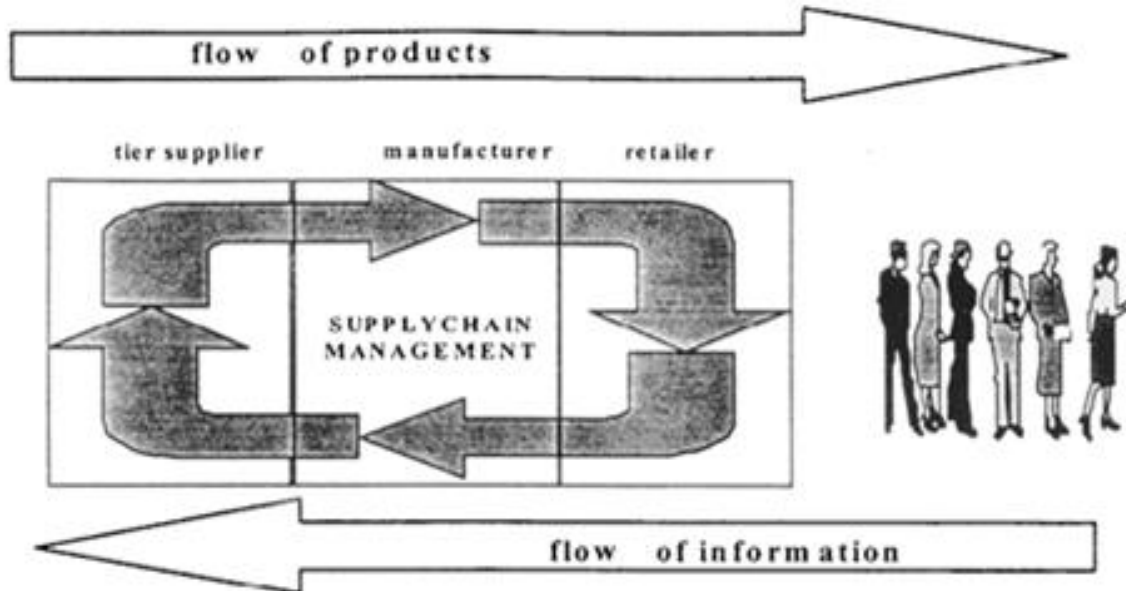 flow of products
tier supplier manufacturer retailer
SUPPLYCHAIN
MANAGEMENT
flow of information